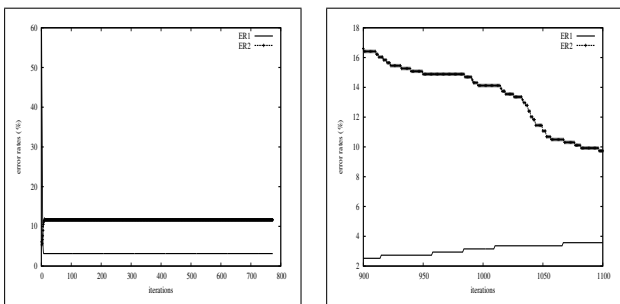 60
50
40
30
20
10
0
error rates (%)
ER1
ER2
0 100 200 300 400 500 600 700 800
iterations
18
16
14
12
10
8
6
4
2
error rates (%)
ER1
ER2
900 950 1000 1050 1100
iterations